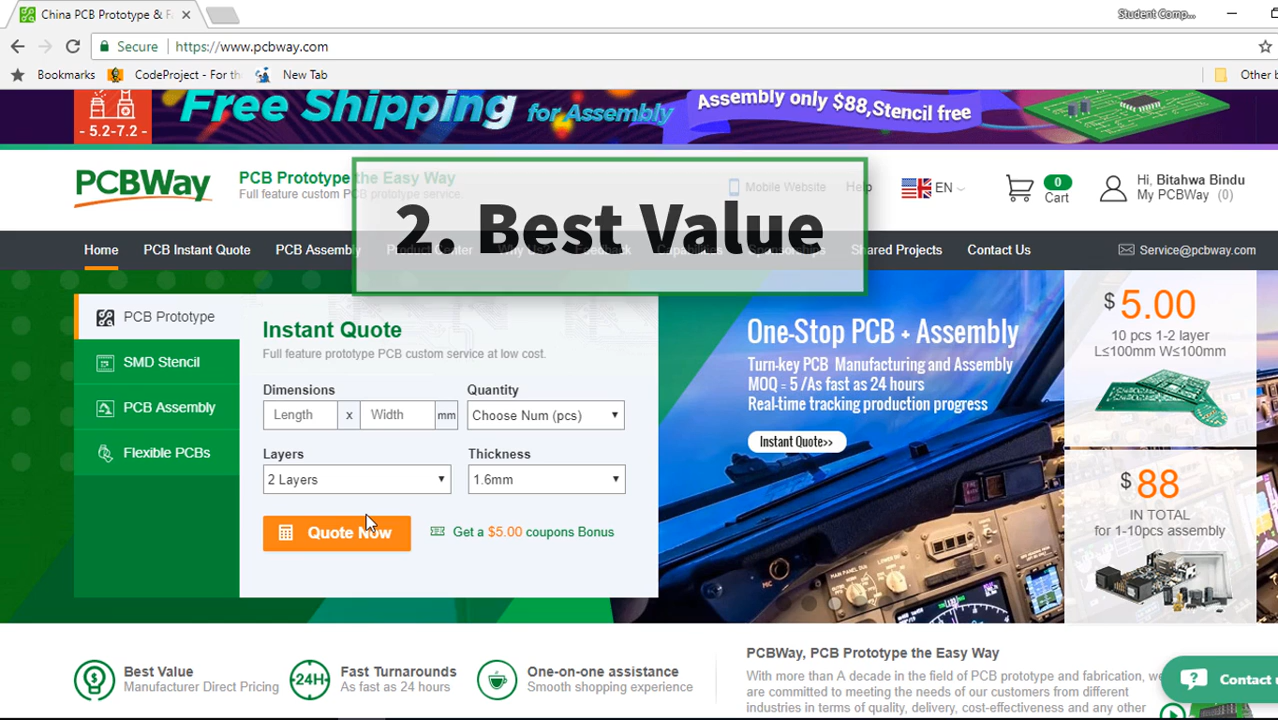 China PCB Prototype & F
Student Comp...
Secure
https://www.pcbway.com
Bookmarks
CodeProject - For th
New Tab
Other b
- 5.2-7.2 -
Free Shipping for Assembly
Assembly only $88,Stencil free
PCBWay
PCB Prototype the Easy Way
Full feature custom PCB prototype service.
Mobile Website
Help
EN
0
Cart
Hi, Bitahwa Bindu
My PCBWay (0)
2. Best Value
Home
PCB Instant Quote
PCB Assembly
Product Center
Why Us?
Feedback
Capabilities
Sponsorships
Shared Projects
Contact Us
Service@pcbway.com
PCB Prototype
SMD Stencil
PCB Assembly
Flexible PCBs
Instant Quote
Full feature prototype PCB custom service at low cost.
Dimensions
Quantity
Length x Width mm
Choose Num (pcs)
Layers
Thickness
2 Layers
1.6mm
Quote Now
Get a $5.00 coupons Bonus
One-Stop PCB + Assembly
Turn-key PCB Manufacturing and Assembly
MOQ = 5 /As fast as 24 hours
Real-time tracking production progress
Instant Quote>>
MAIN PANEL DU
MIC
$ 5.00
10 pcs 1-2 layer
L≤100mm W≤100mm
$ 88
IN TOTAL
for 1-10pcs assembly
Best Value
Manufacturer Direct Pricing
24H
Fast Turnarounds
As fast as 24 hours
One-on-one assistance
Smooth shopping experience
PCBWay, PCB Prototype the Easy Way
With more than A decade in the field of PCB prototype and fabrication, we
are committed to meeting the needs of our customers from different
industries in terms of quality, delivery, cost-effectiveness and any other
Contact u